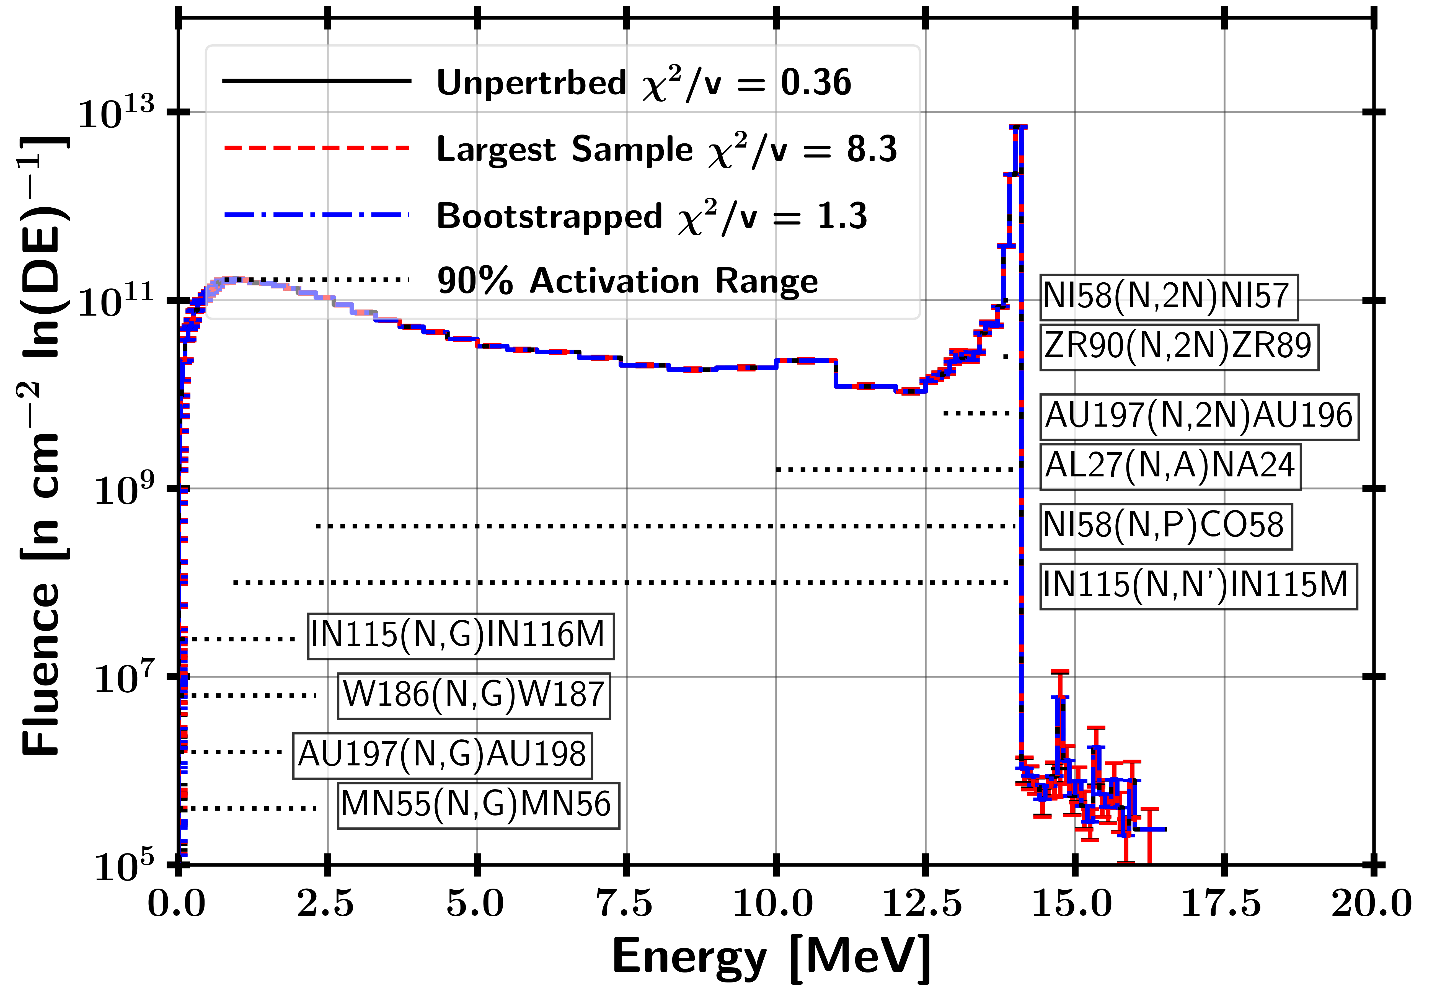 Unpertrbed χ²/v = 0.36
Largest Sample χ²/v = 8.3
Bootstrapped χ²/v = 1.3
90% Activation Range
Fluence [n cm⁻² ln(DE)⁻¹]
10¹³
10¹¹
10⁹
10⁷
10⁵
NI58(N,2N)NI57
ZR90(N,2N)ZR89
AU197(N,2N)AU196
AL27(N,A)NA24
NI58(N,P)CO58
IN115(N,N')IN115M
IN115(N,G)IN116M
W186(N,G)W187
AU197(N,G)AU198
MN55(N,G)MN56
0.0 2.5 5.0 7.5 10.0 12.5 15.0 17.5 20.0
Energy [MeV]